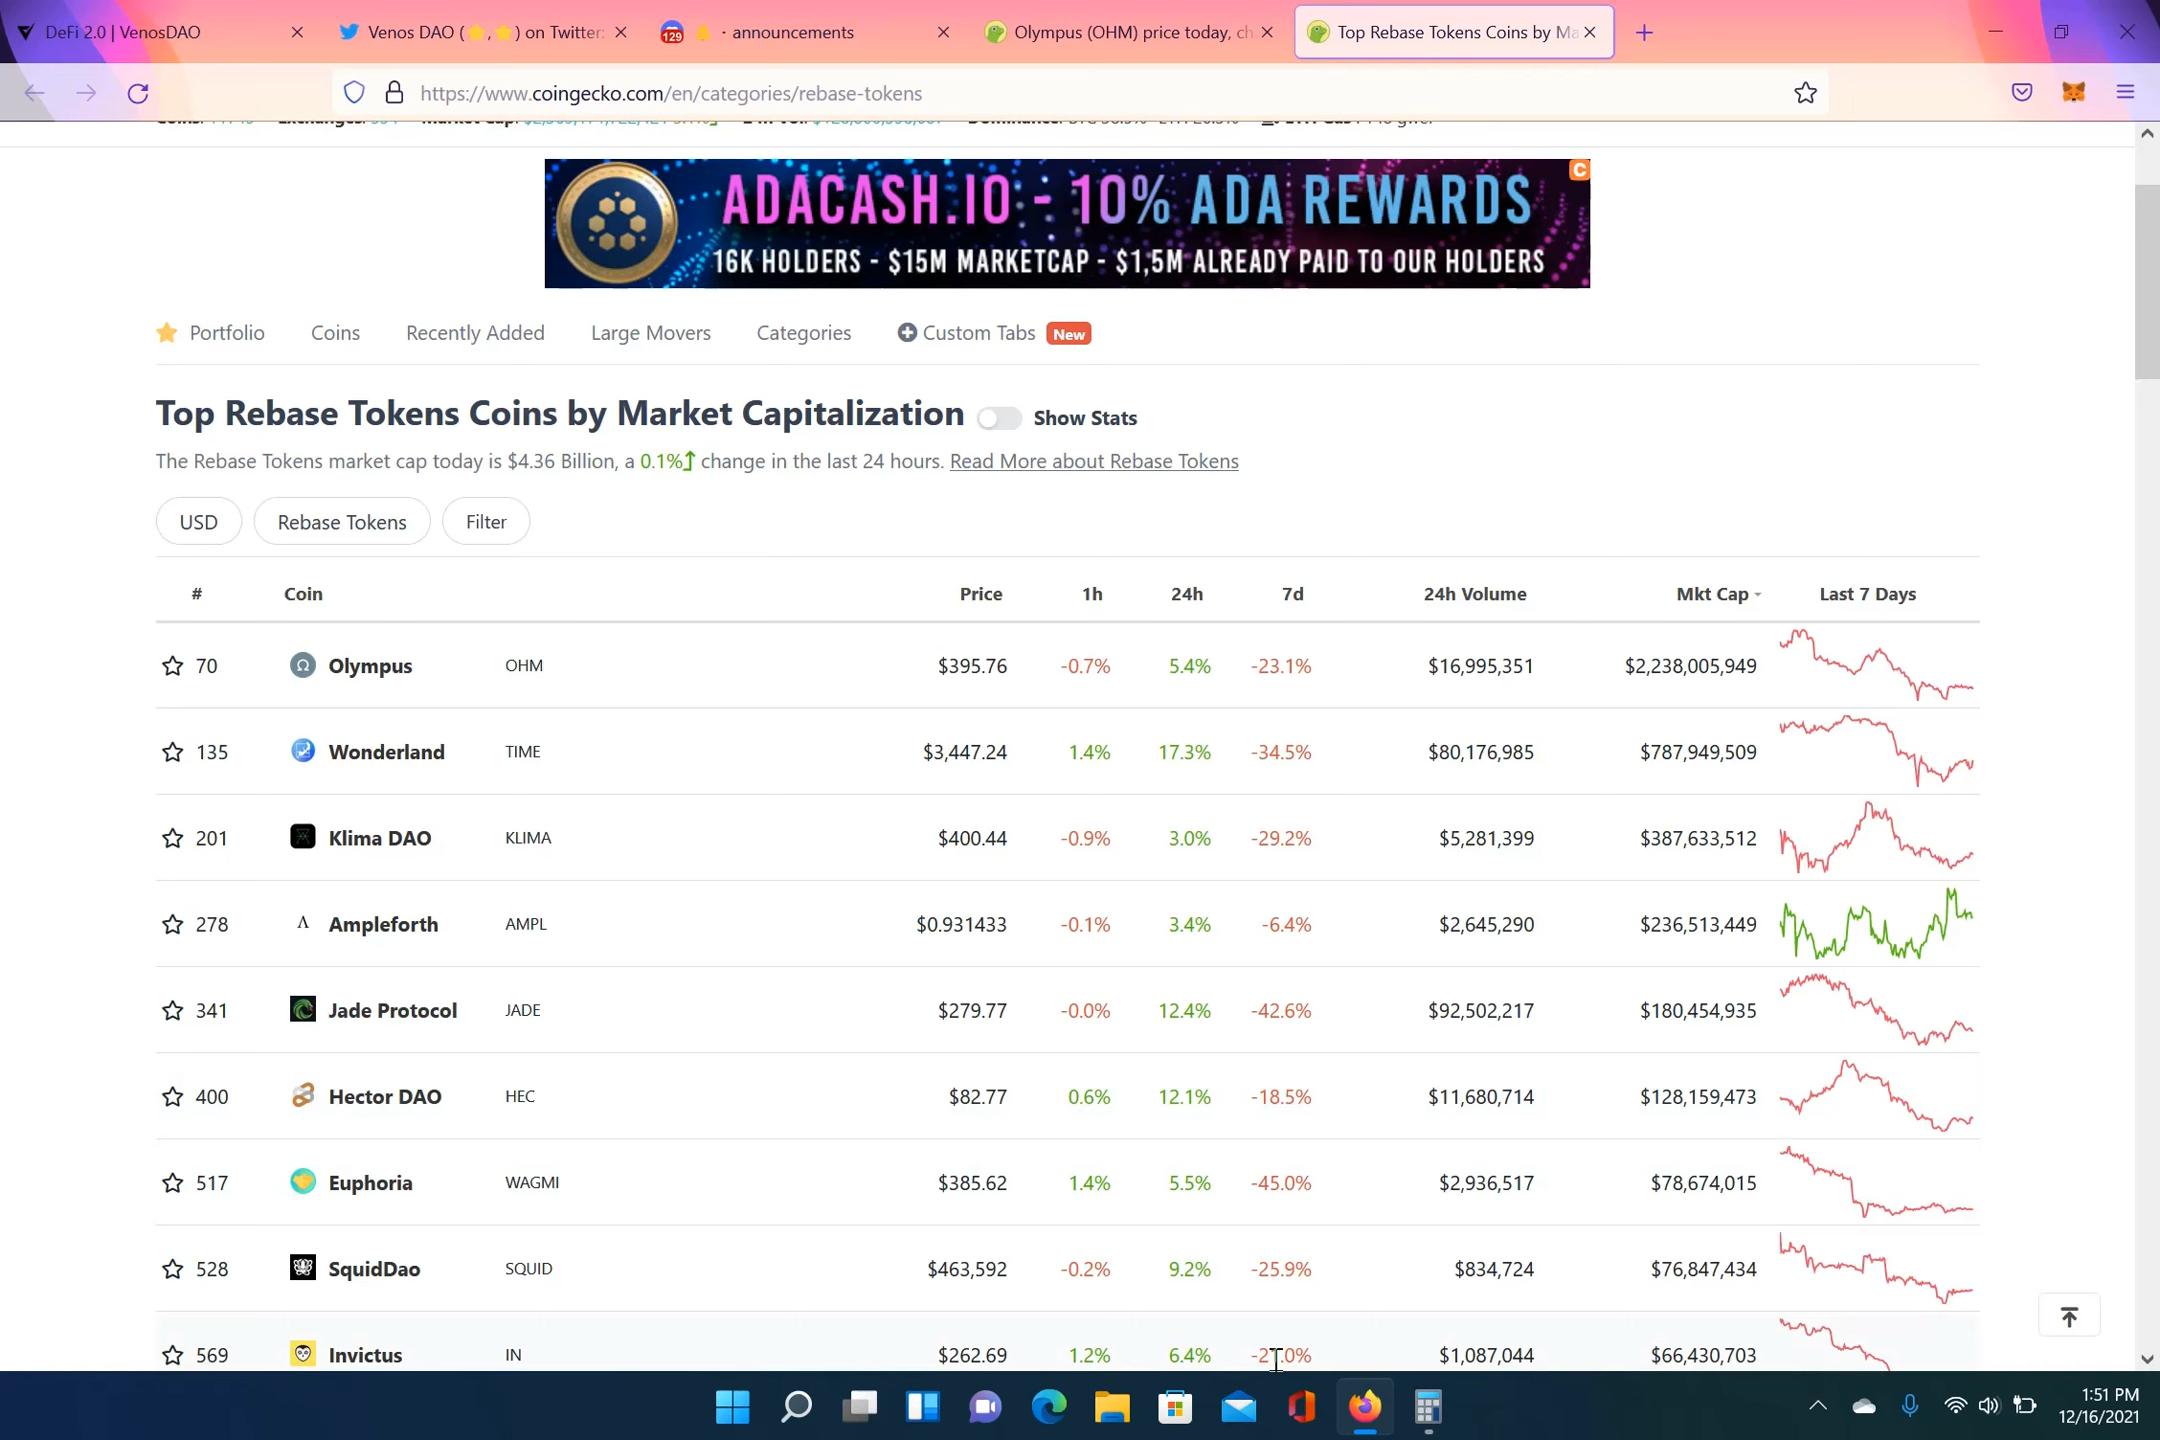 DeFi 2.0 | VenosDAO
Venos DAO ( , ) on Twitter:
129 · announcements
Olympus (OHM) price today, ch
Top Rebase Tokens Coins by Ma
https://www.coingecko.com/en/categories/rebase-tokens
ADACASH.IO - 10% ADA REWARDS
16K HOLDERS - $15M MARKETCAP - $1,5M ALREADY PAID TO OUR HOLDERS
C
Portfolio Coins Recently Added Large Movers Categories Custom Tabs New
Top Rebase Tokens Coins by Market Capitalization Show Stats
The Rebase Tokens market cap today is $4.36 Billion, a 0.1% change in the last 24 hours. Read More about Rebase Tokens
USD Rebase Tokens Filter
# Coin Price 1h 24h 7d 24h Volume Mkt Cap Last 7 Days
70 Olympus OHM $395.76 -0.7% 5.4% -23.1% $16,995,351 $2,238,005,949
135 Wonderland TIME $3,447.24 1.4% 17.3% -34.5% $80,176,985 $787,949,509
201 Klima DAO KLIMA $400.44 -0.9% 3.0% -29.2% $5,281,399 $387,633,512
278 Ampleforth AMPL $0.931433 -0.1% 3.4% -6.4% $2,645,290 $236,513,449
341 Jade Protocol JADE $279.77 -0.0% 12.4% -42.6% $92,502,217 $180,454,935
400 Hector DAO HEC $82.77 0.6% 12.1% -18.5% $11,680,714 $128,159,473
517 Euphoria WAGMI $385.62 1.4% 5.5% -45.0% $2,936,517 $78,674,015
528 SquidDao SQUID $463,592 -0.2% 9.2% -25.9% $834,724 $76,847,434
569 Invictus IN $262.69 1.2% 6.4% $1,087,044 $66,430,703
1:51 PM
12/16/2021